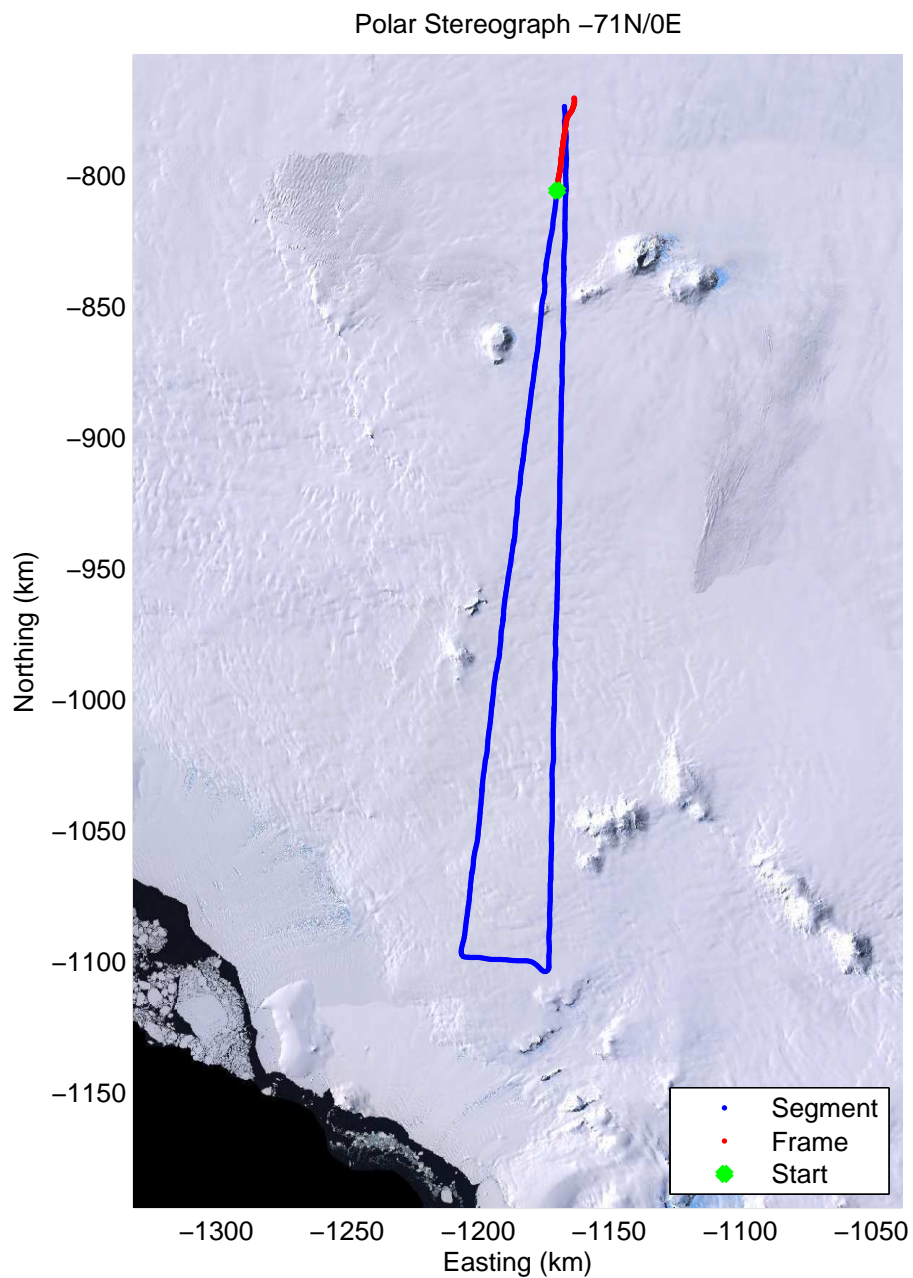 Polar Stereograph −71N/0E
−800
−850
−900
−950
−1000
−1050
−1100
−1150
Northing (km)
Segment
Frame
Start
−1300 −1250 −1200 −1150 −1100 −1050
Easting (km)